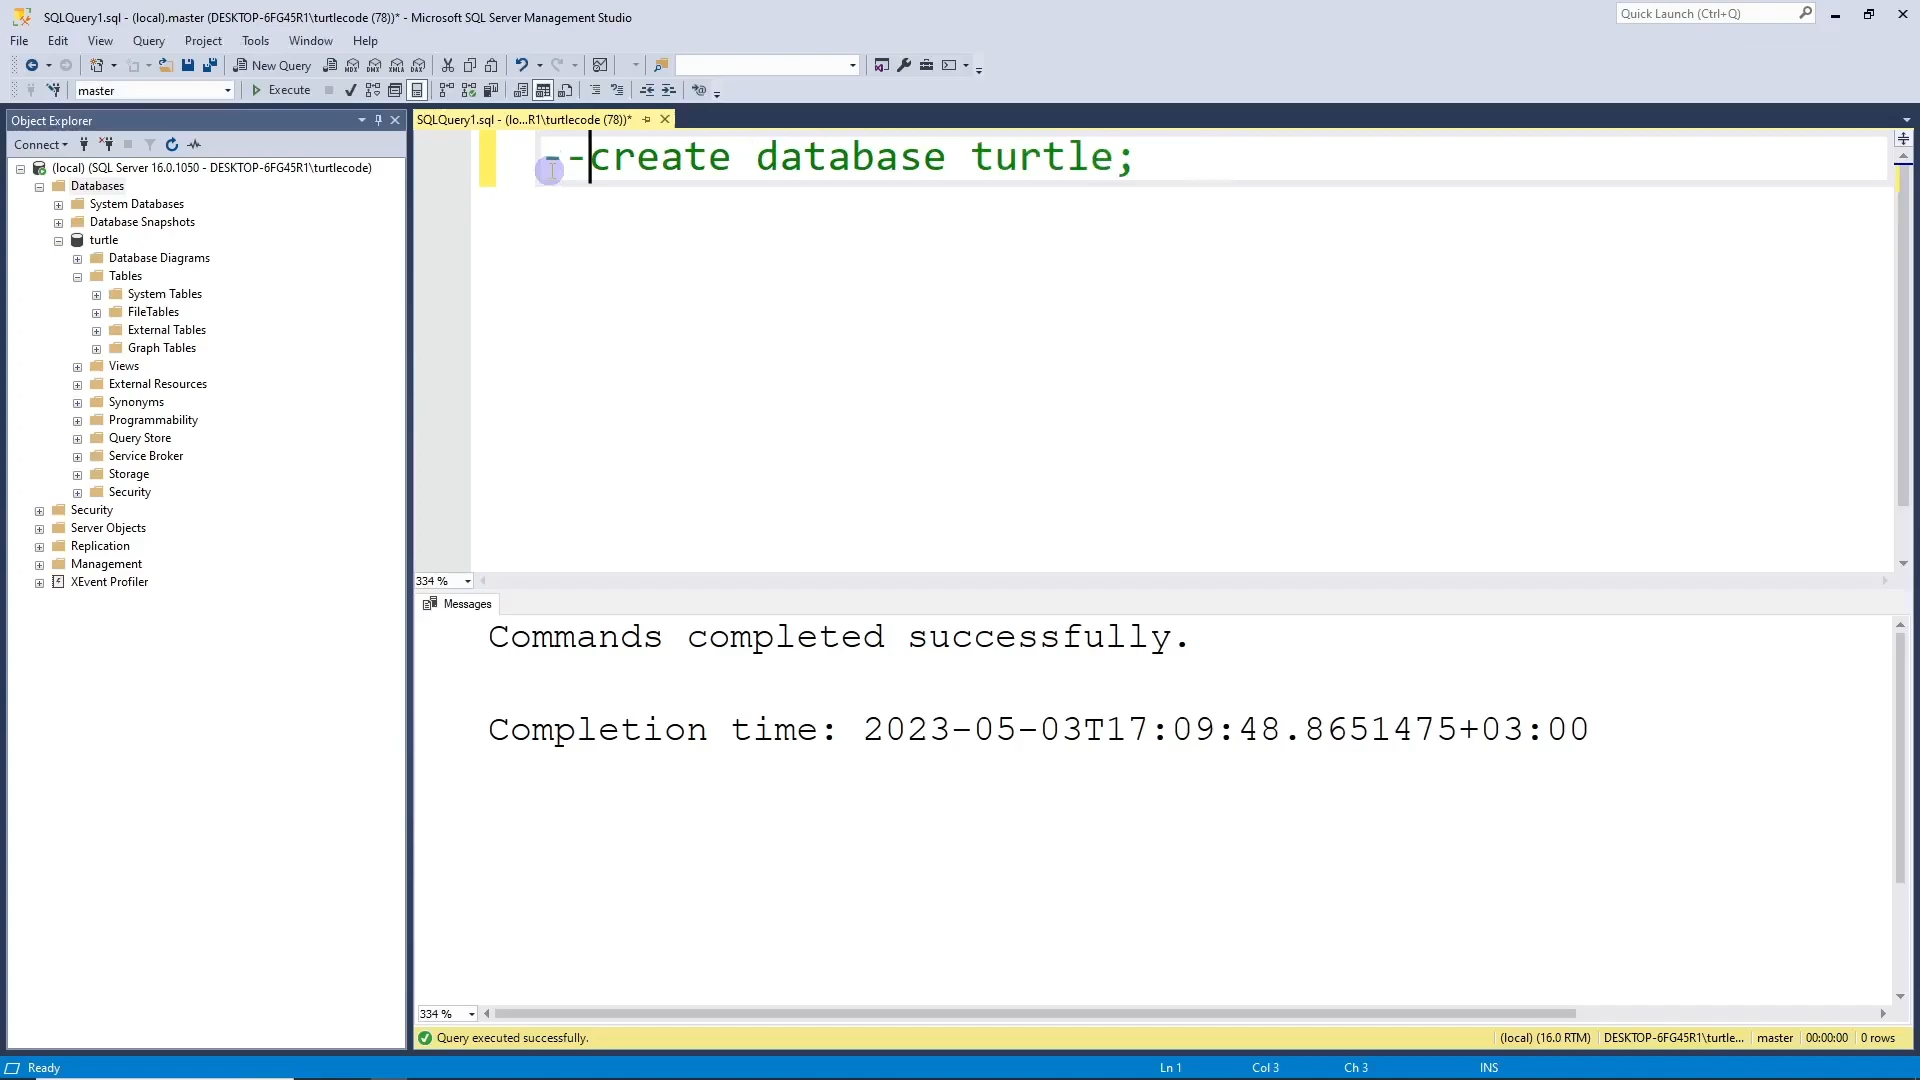 SQLQuery1.sql - (local).master (DESKTOP-6FG45R1\turtlecode (78))* - Microsoft SQL Server Management Studio
Quick Launch (Ctrl+Q)
File Edit View Query Project Tools Window Help
New Query
master
Execute
Object Explorer
SQLQuery1.sql - (lo...R1\turtlecode (78))*
Connect
--create database turtle;
(local) (SQL Server 16.0.1050 - DESKTOP-6FG45R1\turtlecode)
Databases
System Databases
Database Snapshots
turtle
Database Diagrams
Tables
System Tables
FileTables
External Tables
Graph Tables
Views
External Resources
Synonyms
Programmability
Query Store
Service Broker
Storage
Security
Security
Server Objects
Replication
Management
XEvent Profiler
334 %
Messages
Commands completed successfully.
Completion time: 2023-05-03T17:09:48.8651475+03:00
334 %
Query executed successfully.
(local) (16.0 RTM) DESKTOP-6FG45R1\turtle... master 00:00:00 0 rows
Ready
Ln 1 Col 3 Ch 3 INS